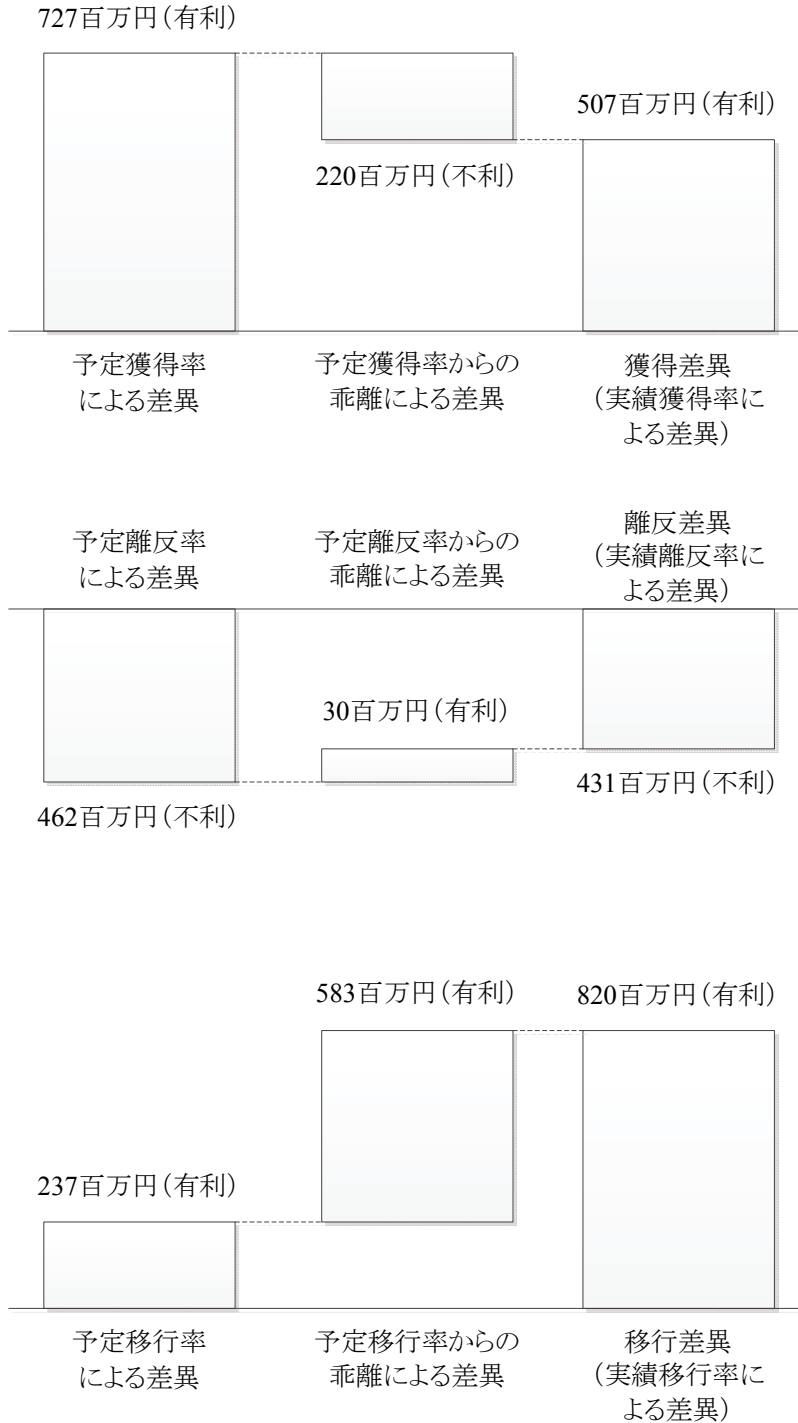 727百万円(有利)
507百万円(有利)
220百万円(不利)
予定獲得率
による差異
予定獲得率からの
乖離による差異
獲得差異
(実績獲得率に
よる差異)
予定離反率
による差異
予定離反率からの
乖離による差異
離反差異
(実績離反率に
よる差異)
30百万円(有利)
431百万円(不利)
462百万円(不利)
583百万円(有利)
820百万円(有利)
237百万円(有利)
予定移行率
による差異
予定移行率からの
乖離による差異
移行差異
(実績移行率に
よる差異)